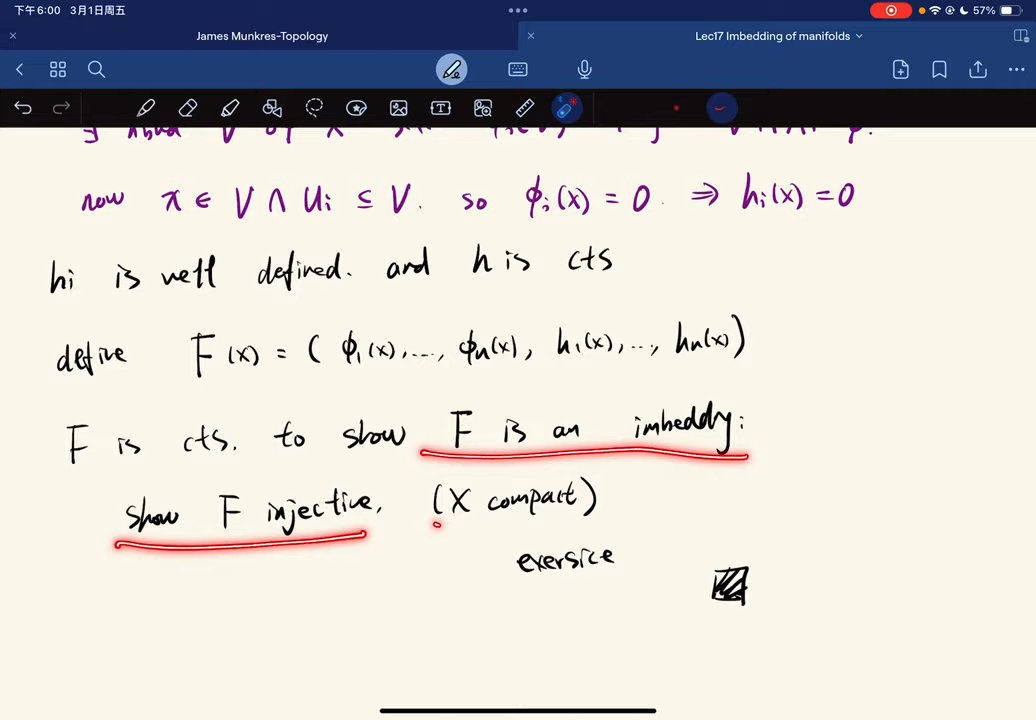 下午6:00 3月1日周五
57%
James Munkres-Topology
Lec17 Imbedding of manifolds
now x ∈ V ∩ Ui ⊆ V. so ϕi(x) = 0. ⇒ hi(x) = 0
hi is well defined. and h is cts
define F(x) = ( ϕ1(x), ..., ϕn(x), h1(x), ..., hn(x))
F is cts. to show F is an imbeddy:
show F injective. (X compact)
exersice